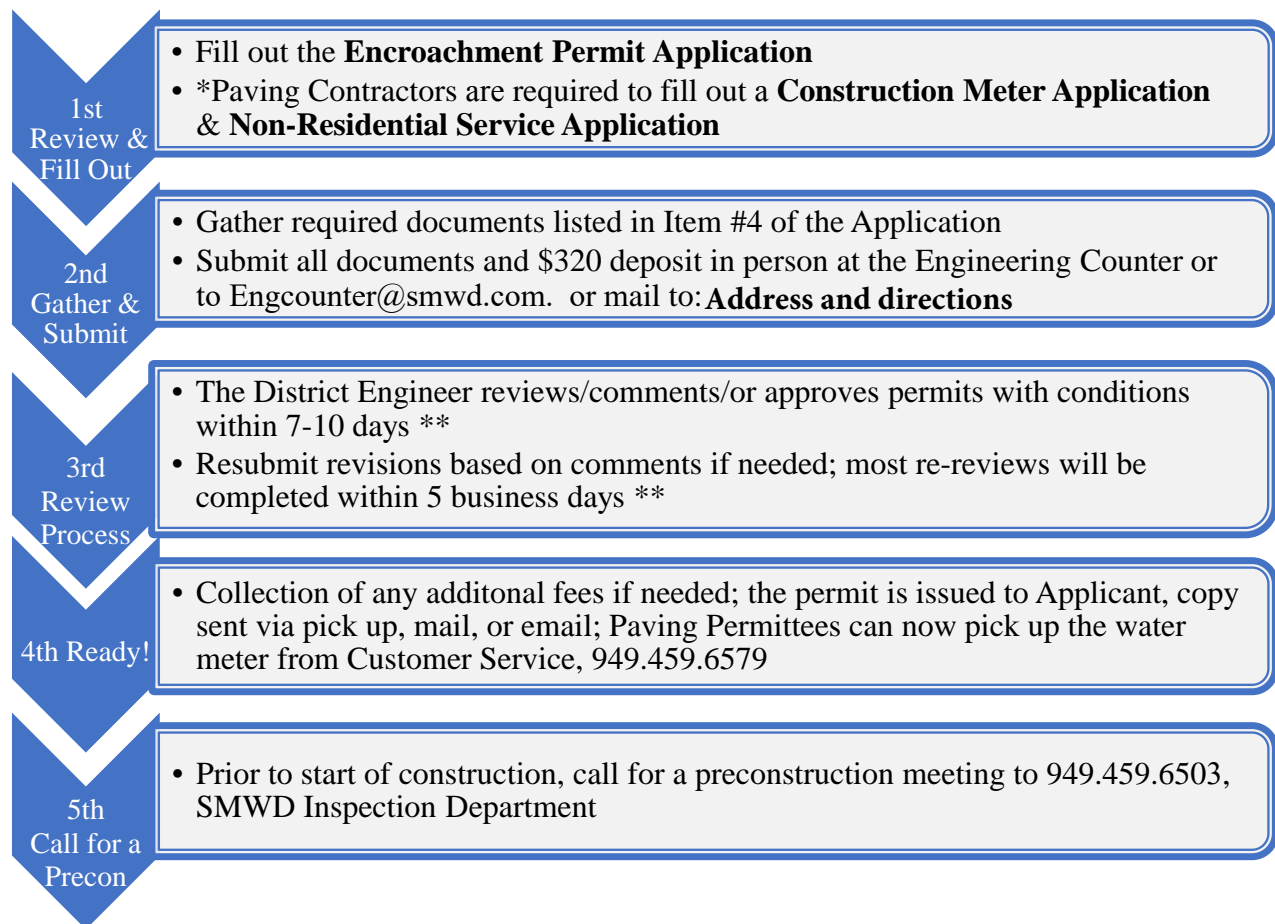 1st
Review &
Fill Out
• Fill out the Encroachment Permit Application
• *Paving Contractors are required to fill out a Construction Meter Application
& Non-Residential Service Application
2nd
Gather &
Submit
• Gather required documents listed in Item #4 of the Application
• Submit all documents and $320 deposit in person at the Engineering Counter or
to Engcounter@smwd.com. or mail to: Address and directions
3rd
Review
Process
• The District Engineer reviews/comments/or approves permits with conditions
within 7-10 days **
• Resubmit revisions based on comments if needed; most re-reviews will be
completed within 5 business days **
4th Ready!
• Collection of any additonal fees if needed; the permit is issued to Applicant, copy
sent via pick up, mail, or email; Paving Permittees can now pick up the water
meter from Customer Service, 949.459.6579
5th
Call for a
Precon
• Prior to start of construction, call for a preconstruction meeting to 949.459.6503,
SMWD Inspection Department